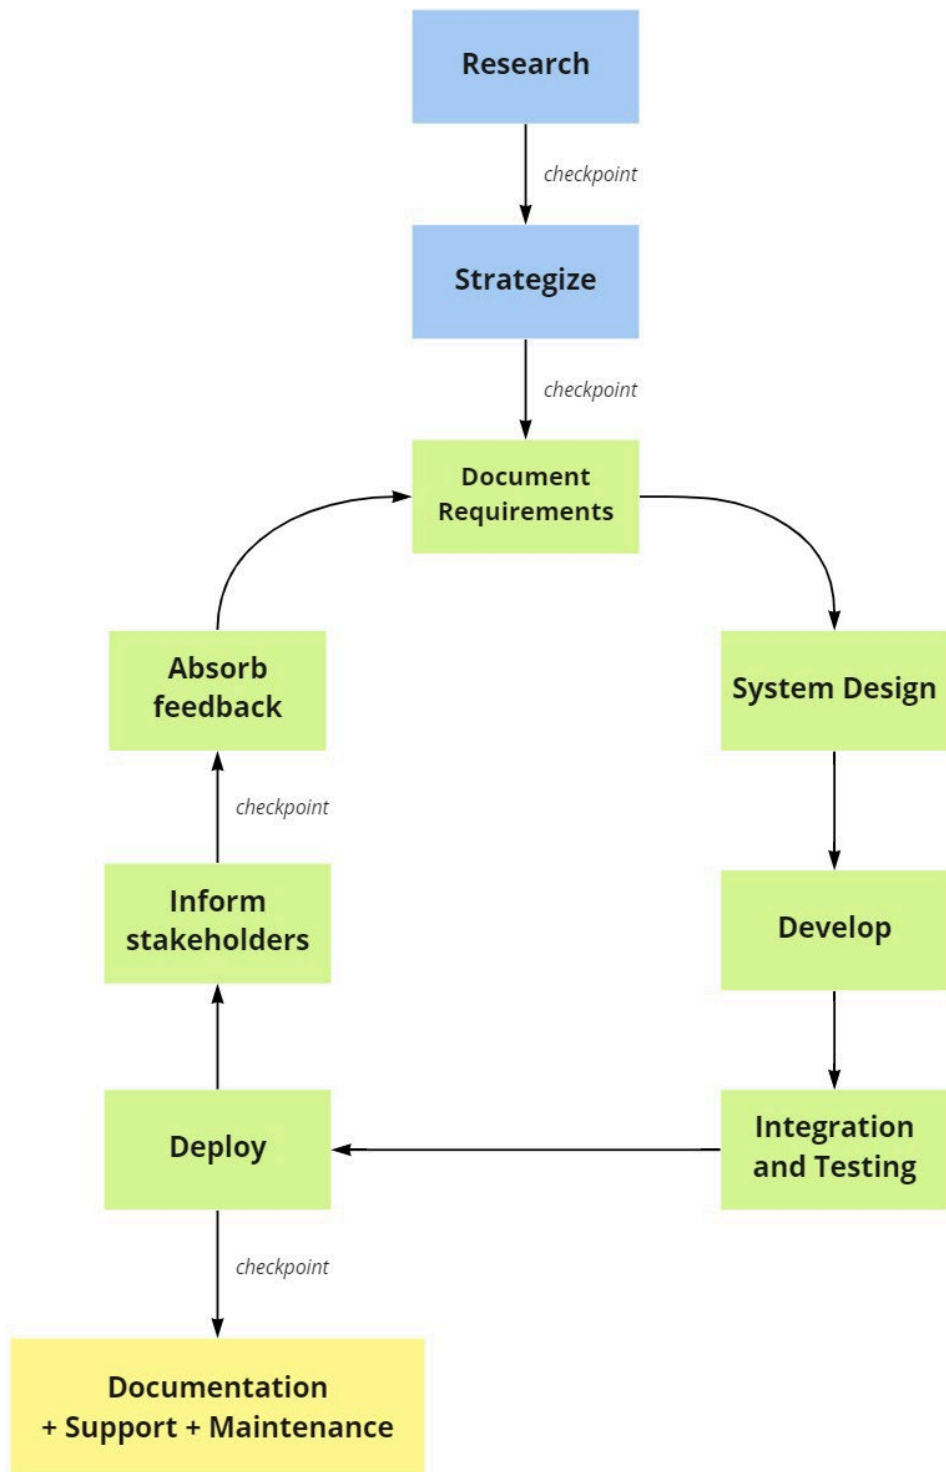 Research
checkpoint
Strategize
checkpoint
Document
Requirements
System Design
Develop
Integration
and Testing
Deploy
Inform
stakeholders
checkpoint
Absorb
feedback
checkpoint
Documentation
+ Support + Maintenance